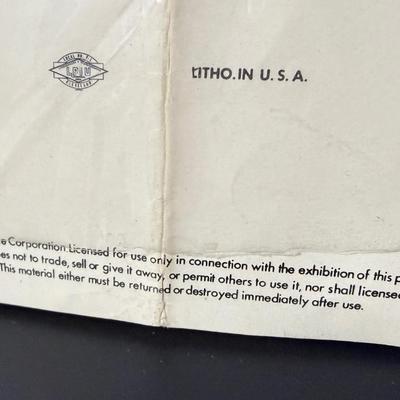 LITHO.IN U. S. A.
e Corporation. Licensed for use only in connection with the exhibition of this p
es not to trade, sell or give it away, or permit others to use it, nor shall licensee
This material either must be returned or destroyed immediately after use.